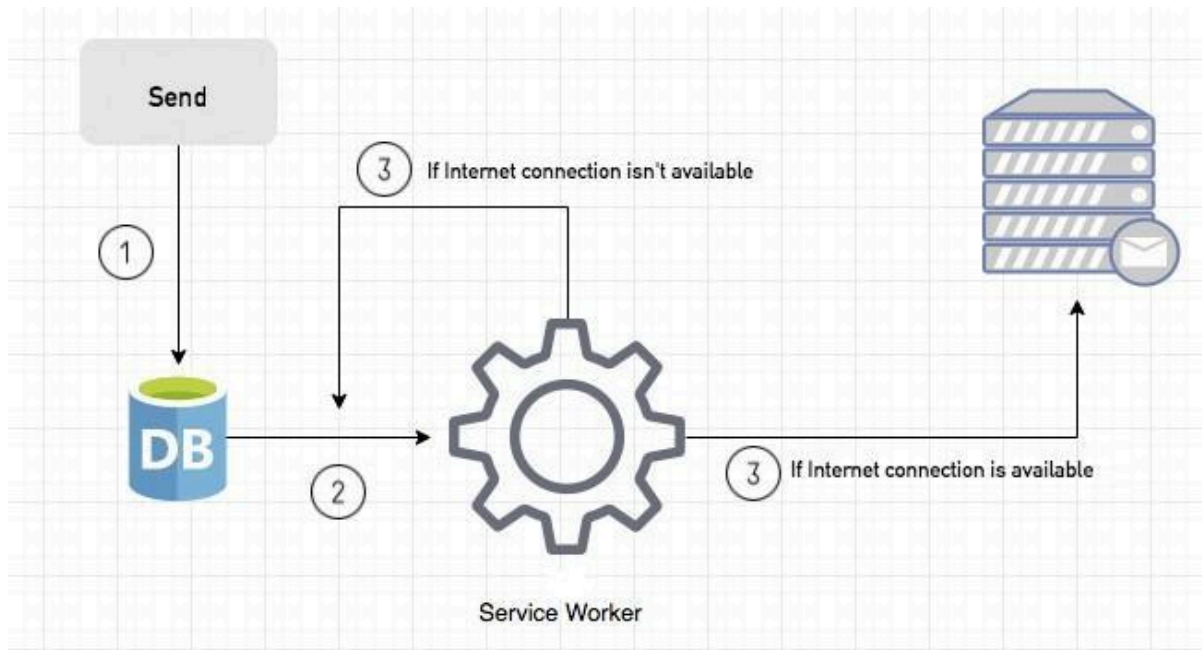 Send
3
If Internet connection isn't available
1
DB
2
3
If Internet connection is available
Service Worker